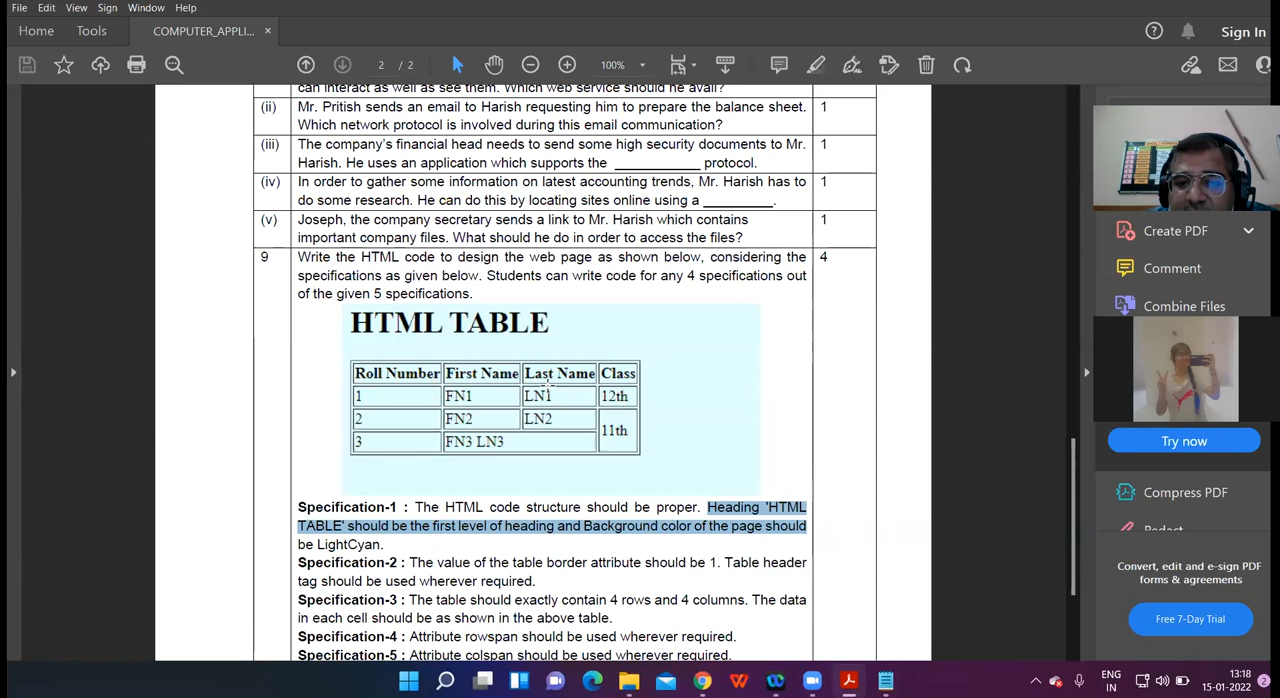 File Edit View Sign Window Help
Home Tools COMPUTER_APPLI... × Sign In
2 / 2 100%
can interact as well as see them. Which web service should he avail?
(ii) Mr. Pritish sends an email to Harish requesting him to prepare the balance sheet. 1
Which network protocol is involved during this email communication?
(iii) The company's financial head needs to send some high security documents to Mr. 1
Harish. He uses an application which supports the ____________ protocol.
(iv) In order to gather some information on latest accounting trends, Mr. Harish has to 1
do some research. He can do this by locating sites online using a __________.
(v) Joseph, the company secretary sends a link to Mr. Harish which contains 1
important company files. What should he do in order to access the files?
9 Write the HTML code to design the web page as shown below, considering the 4
specifications as given below. Students can write code for any 4 specifications out
of the given 5 specifications.
HTML TABLE
Roll Number First Name Last Name Class
1 FN1 LN1 12th
2 FN2 LN2 11th
3 FN3 LN3
Specification-1 : The HTML code structure should be proper. Heading 'HTML
TABLE' should be the first level of heading and Background color of the page should
be LightCyan.
Specification-2 : The value of the table border attribute should be 1. Table header
tag should be used wherever required.
Specification-3 : The table should exactly contain 4 rows and 4 columns. The data
in each cell should be as shown in the above table.
Specification-4 : Attribute rowspan should be used wherever required.
Specification-5 : Attribute colspan should be used wherever required.
Create PDF
Comment
Combine Files
Try now
Compress PDF
Redact
Convert, edit and e-sign PDF
forms & agreements
Free 7-Day Trial
ENG
IN
13:18
15-01-2022
2